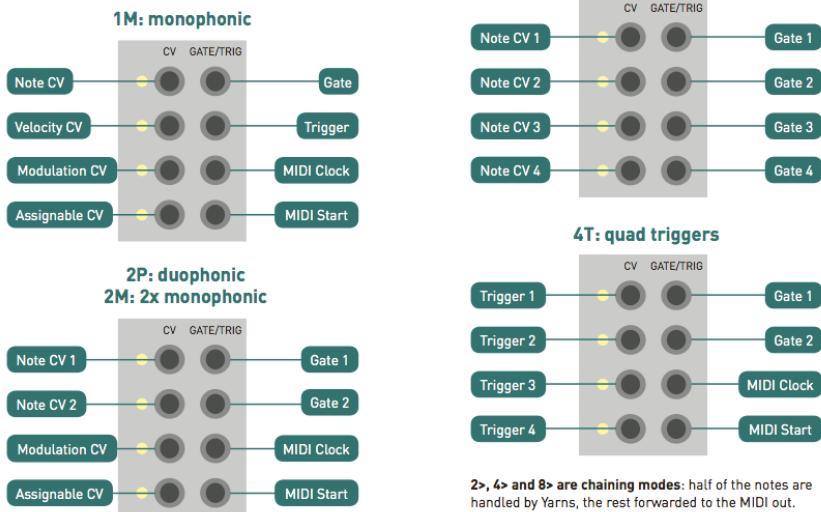 1M: monophonic
CV GATE/TRIG
Note CV Gate
Velocity CV Trigger
Modulation CV MIDI Clock
Assignable CV MIDI Start
2P: duophonic
2M: 2x monophonic
CV GATE/TRIG
Note CV 1 Gate 1
Note CV 2 Gate 2
Modulation CV MIDI Clock
Assignable CV MIDI Start
CV GATE/TRIG
Note CV 1 Gate 1
Note CV 2 Gate 2
Note CV 3 Gate 3
Note CV 4 Gate 4
4T: quad triggers
CV GATE/TRIG
Trigger 1 Gate 1
Trigger 2 Gate 2
Trigger 3 MIDI Clock
Trigger 4 MIDI Start
2>, 4> and 8> are chaining modes: half of the notes are
handled by Yarns, the rest forwarded to the MIDI out.